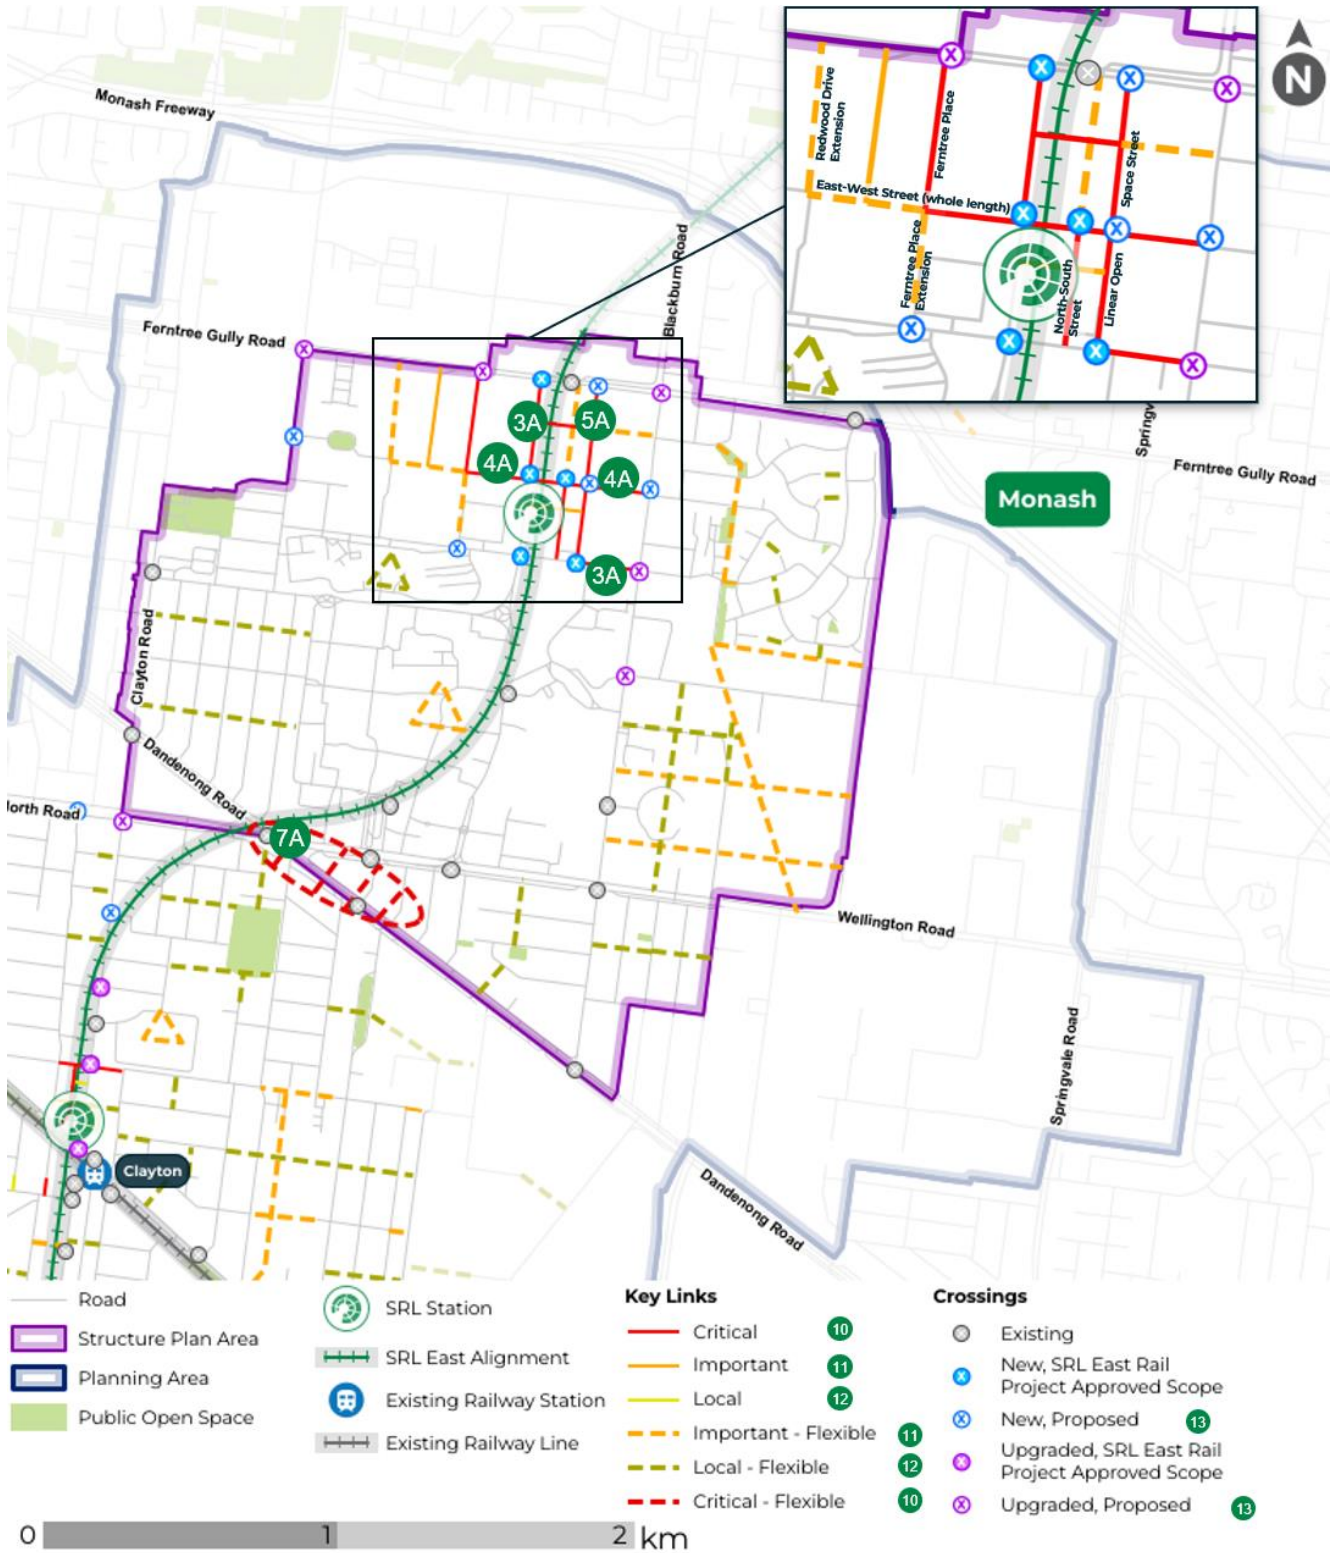 Monash Freeway
N
Redwood Drive
Extension
Ferntree Place
Space Street
East-West Street (whole length)
Ferntree Place
Extension
North-South
Street
Linear Open
Blackburn Road
Ferntree Gully Road
3A
5A
4A
4A
3A
Springv
Ferntree Gully Road
Monash
Clayton Road
Dandenong Road
lorth Road
7A
Wellington Road
Springvale Road
Clayton
Dandenong Road
Road
Structure Plan Area
Planning Area
Public Open Space
SRL Station
SRL East Alignment
Existing Railway Station
Existing Railway Line
Key Links
Critical 10
Important 11
Local 12
Important - Flexible 11
Local - Flexible 12
Critical - Flexible 10
Crossings
Existing
New, SRL East Rail
Project Approved Scope
New, Proposed 13
Upgraded, SRL East Rail
Project Approved Scope
Upgraded, Proposed 13
0 1 2 km